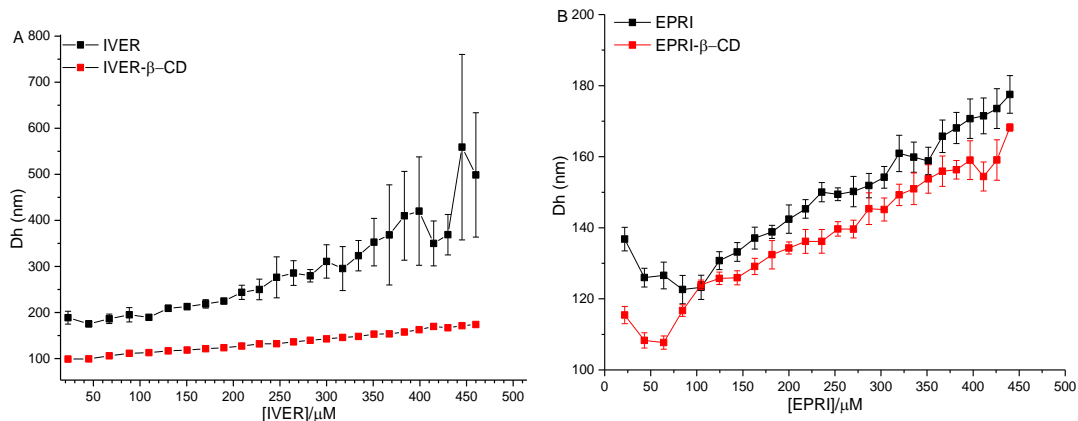 A
IVER
IVER-β–CD
800
700
600
500
400
300
200
100
Dh (nm)
50 100 150 200 250 300 350 400 450 500
[IVER]/μM
B
EPRI
EPRI-β–CD
200
180
160
140
120
100
Dh (nm)
0 50 100 150 200 250 300 350 400 450 500
[EPRI]/μM